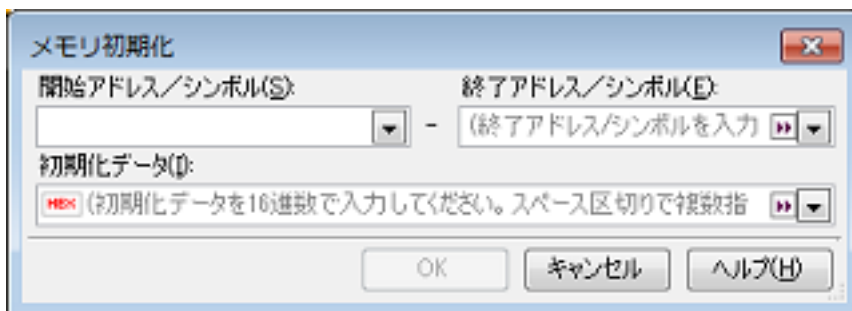 メモリ初期化
開始アドレス／シンボル(S): 終了アドレス／シンボル(E):
- (終了アドレス/シンボルを入力
初期化データ(I):
HEX (初期化データを16進数で入力してください。スペース区切りで複数指
OK キャンセル ヘルプ(H)